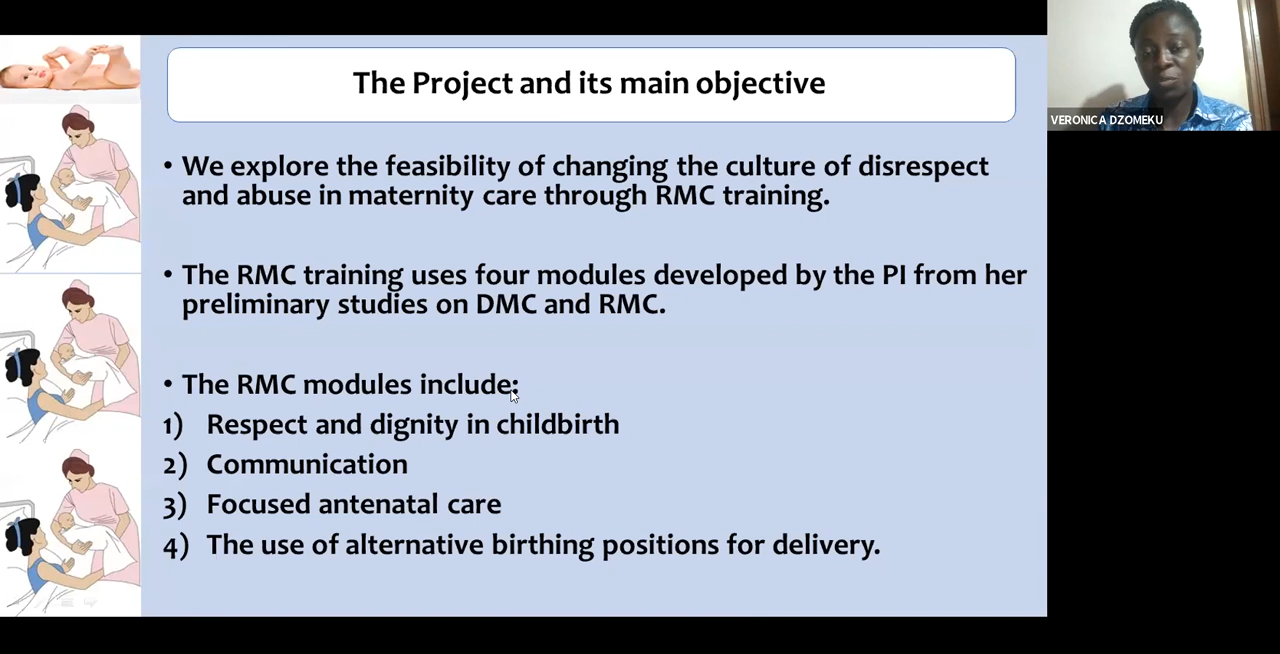 The Project and its main objective
VERONICA DZOMEKU
• We explore the feasibility of changing the culture of disrespect
and abuse in maternity care through RMC training.
• The RMC training uses four modules developed by the PI from her
preliminary studies on DMC and RMC.
• The RMC modules include:
1) Respect and dignity in childbirth
2) Communication
3) Focused antenatal care
4) The use of alternative birthing positions for delivery.